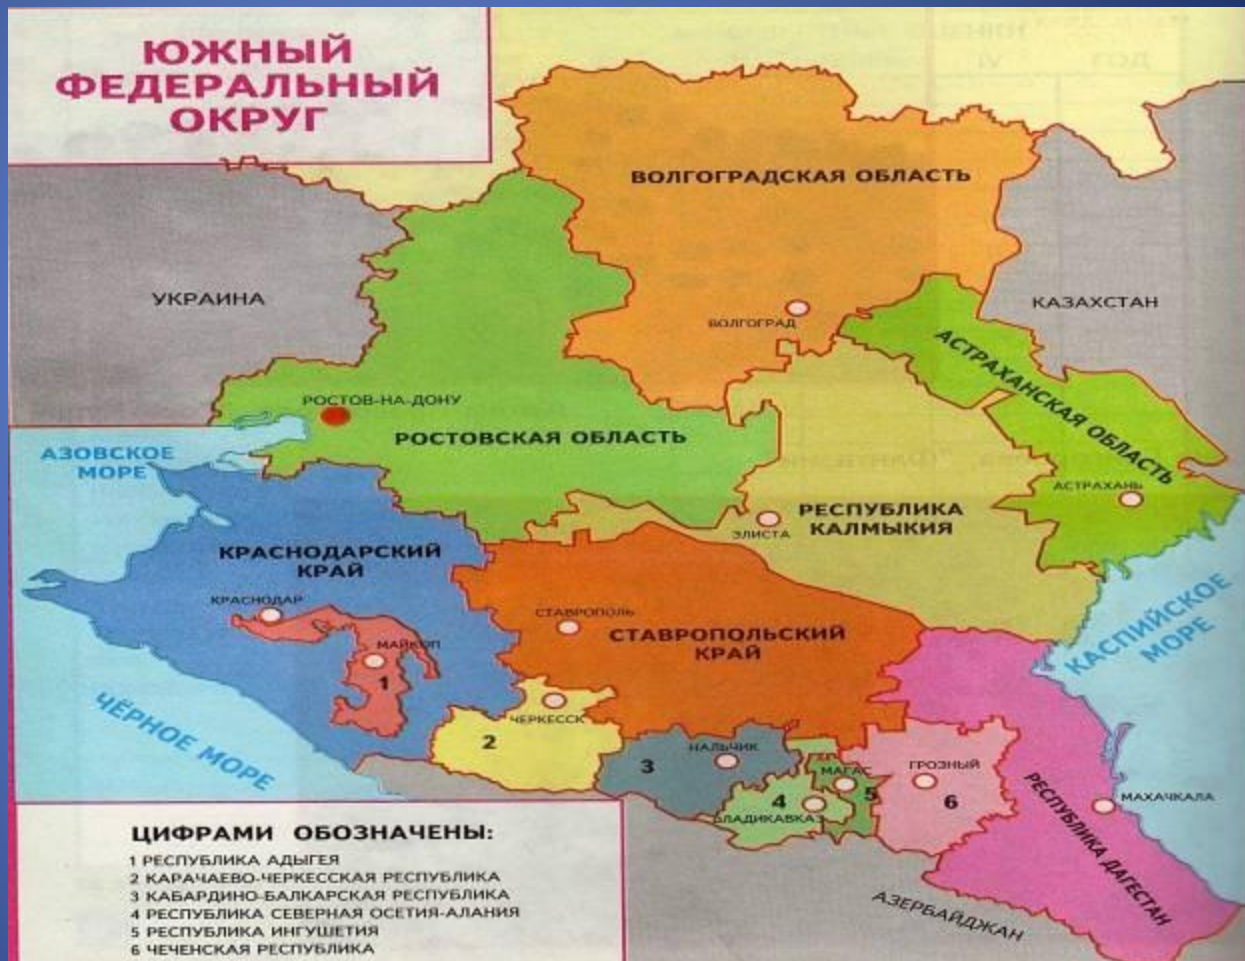 ЮЖНЫЙ
ФЕДЕРАЛЬНЫЙ
ОКРУГ
ВОЛГОГРАДСКАЯ ОБЛАСТЬ
УКРАИНА
КАЗАХСТАН
ВОЛГОГРАД
АСТРАХАНСКАЯ ОБЛАСТЬ
РОСТОВ-НА-ДОНУ
РОСТОВСКАЯ ОБЛАСТЬ
АЗОВСКОЕ
МОРЕ
АСТРАХАНЬ
РЕСПУБЛИКА
КАЛМЫКИЯ
ЭЛИСТА
КРАСНОДАРСКИЙ
КРАЙ
КРАСНОДАР
СТАВРОПОЛЬ
СТАВРОПОЛЬСКИЙ
КРАЙ
КАСПИЙСКОЕ
МОРЕ
МАЙКОП
1
ЧЁРНОЕ МОРЕ
ЧЕРКЕССК
2
НАЛЬЧИК
3
МАГАС
ГРОЗНЫЙ
4
5
6
ВЛАДИКАВКАЗ
МАХАЧКАЛА
РЕСПУБЛИКА ДАГЕСТАН
АЗЕРБАЙДЖАН
ЦИФРАМИ ОБОЗНАЧЕНЫ:
1 РЕСПУБЛИКА АДЫГЕЯ
2 КАРАЧАЕВО-ЧЕРКЕССКАЯ РЕСПУБЛИКА
3 КАБАРДИНО-БАЛКАРСКАЯ РЕСПУБЛИКА
4 РЕСПУБЛИКА СЕВЕРНАЯ ОСЕТИЯ-АЛАНИЯ
5 РЕСПУБЛИКА ИНГУШЕТИЯ
6 ЧЕЧЕНСКАЯ РЕСПУБЛИКА